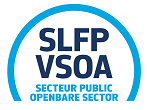 SLFP
VSOA
SECTEUR PUBLIC
OPENBARE SECTOR